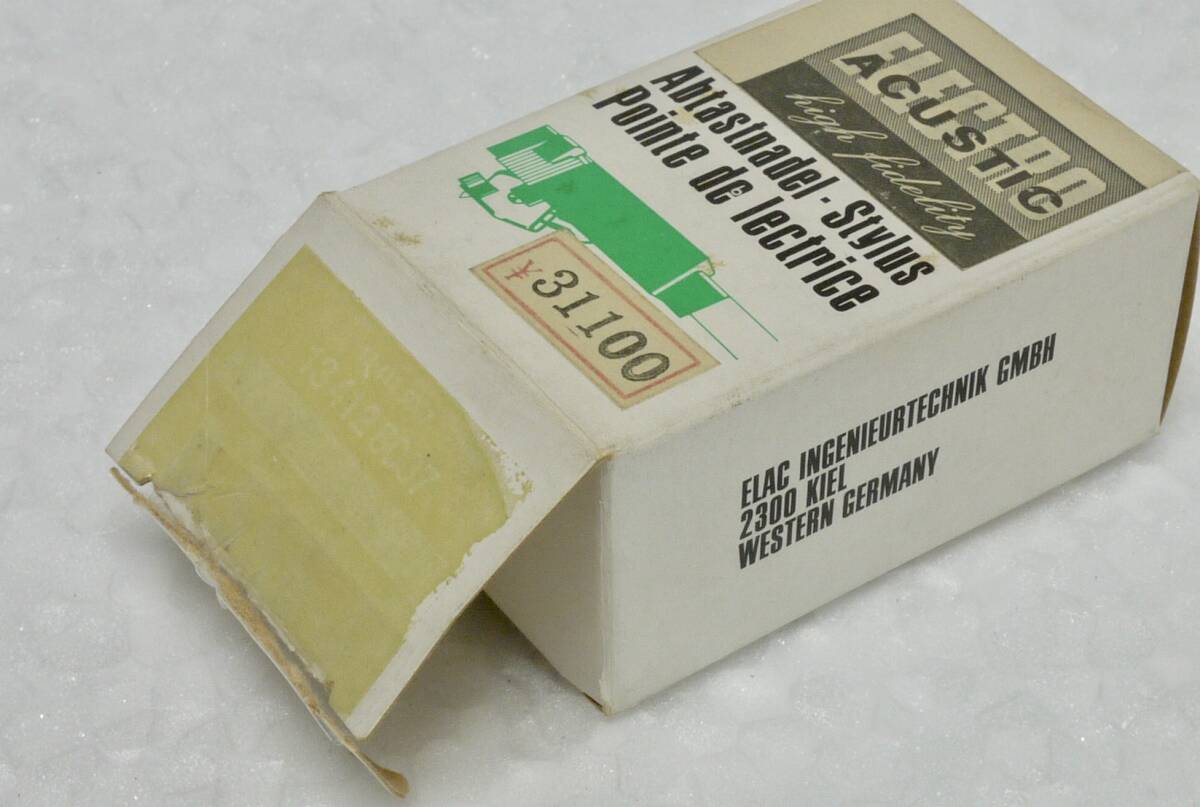 ELECTRO
ACUSTIC
high fidelity
Abtastnadel · Stylus
Pointe de lectrice
¥31100
ELAC INGENIEURTECHNIK GMBH
2300 KIEL
WESTERN GERMANY